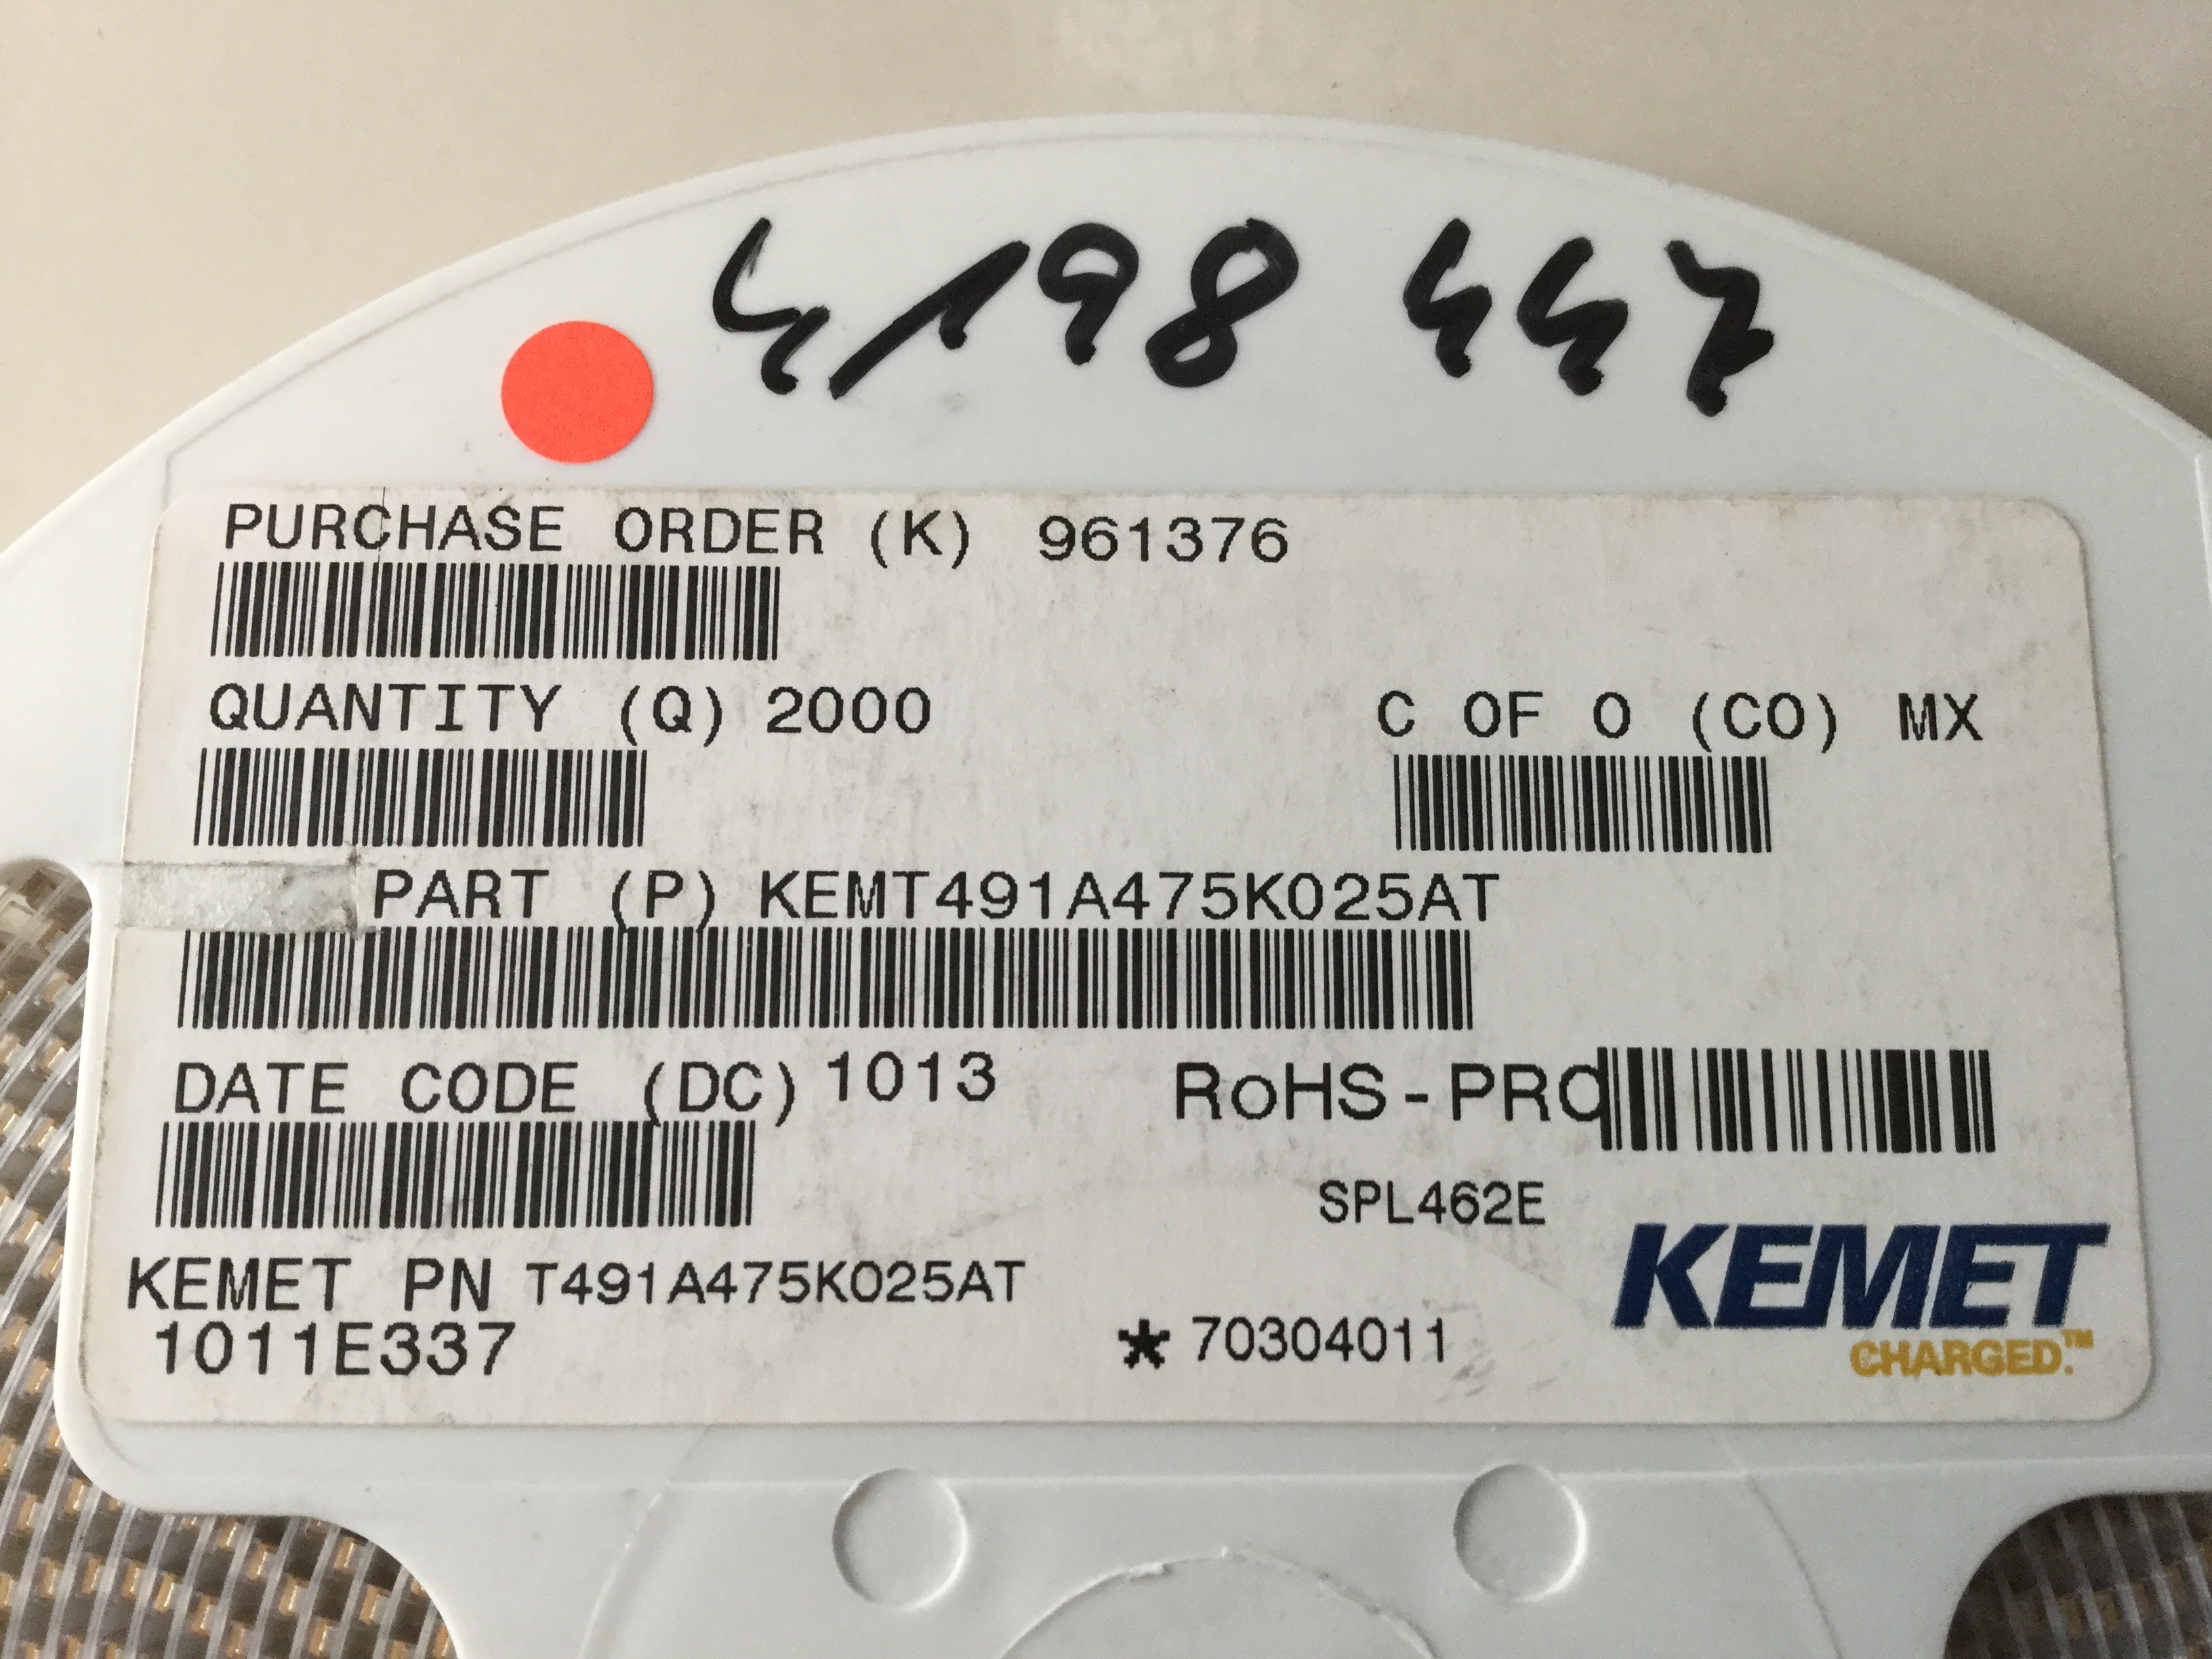 4198 447
PURCHASE ORDER (K) 961376
QUANTITY (Q) 2000
C OF O (CO) MX
PART (P) KEMT491A475K025AT
DATE CODE (DC) 1013
RoHS-PRC
SPL462E
KEMET PN T491A475K025AT
1011E337
*70304011
KEMET
CHARGED.™